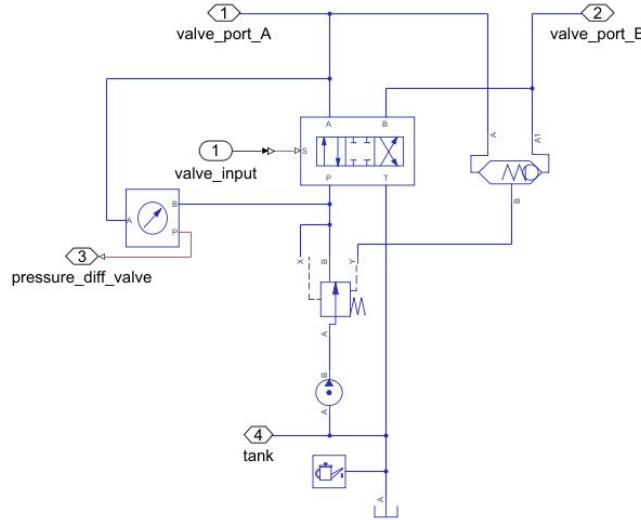 1
2
valve_port_A
valve_port_B
A
B
A
A1
1
S
valve_input
P
T
B
A
P
B
3
X
B
Y
pressure_diff_valve
A
B
A
4
tank
A